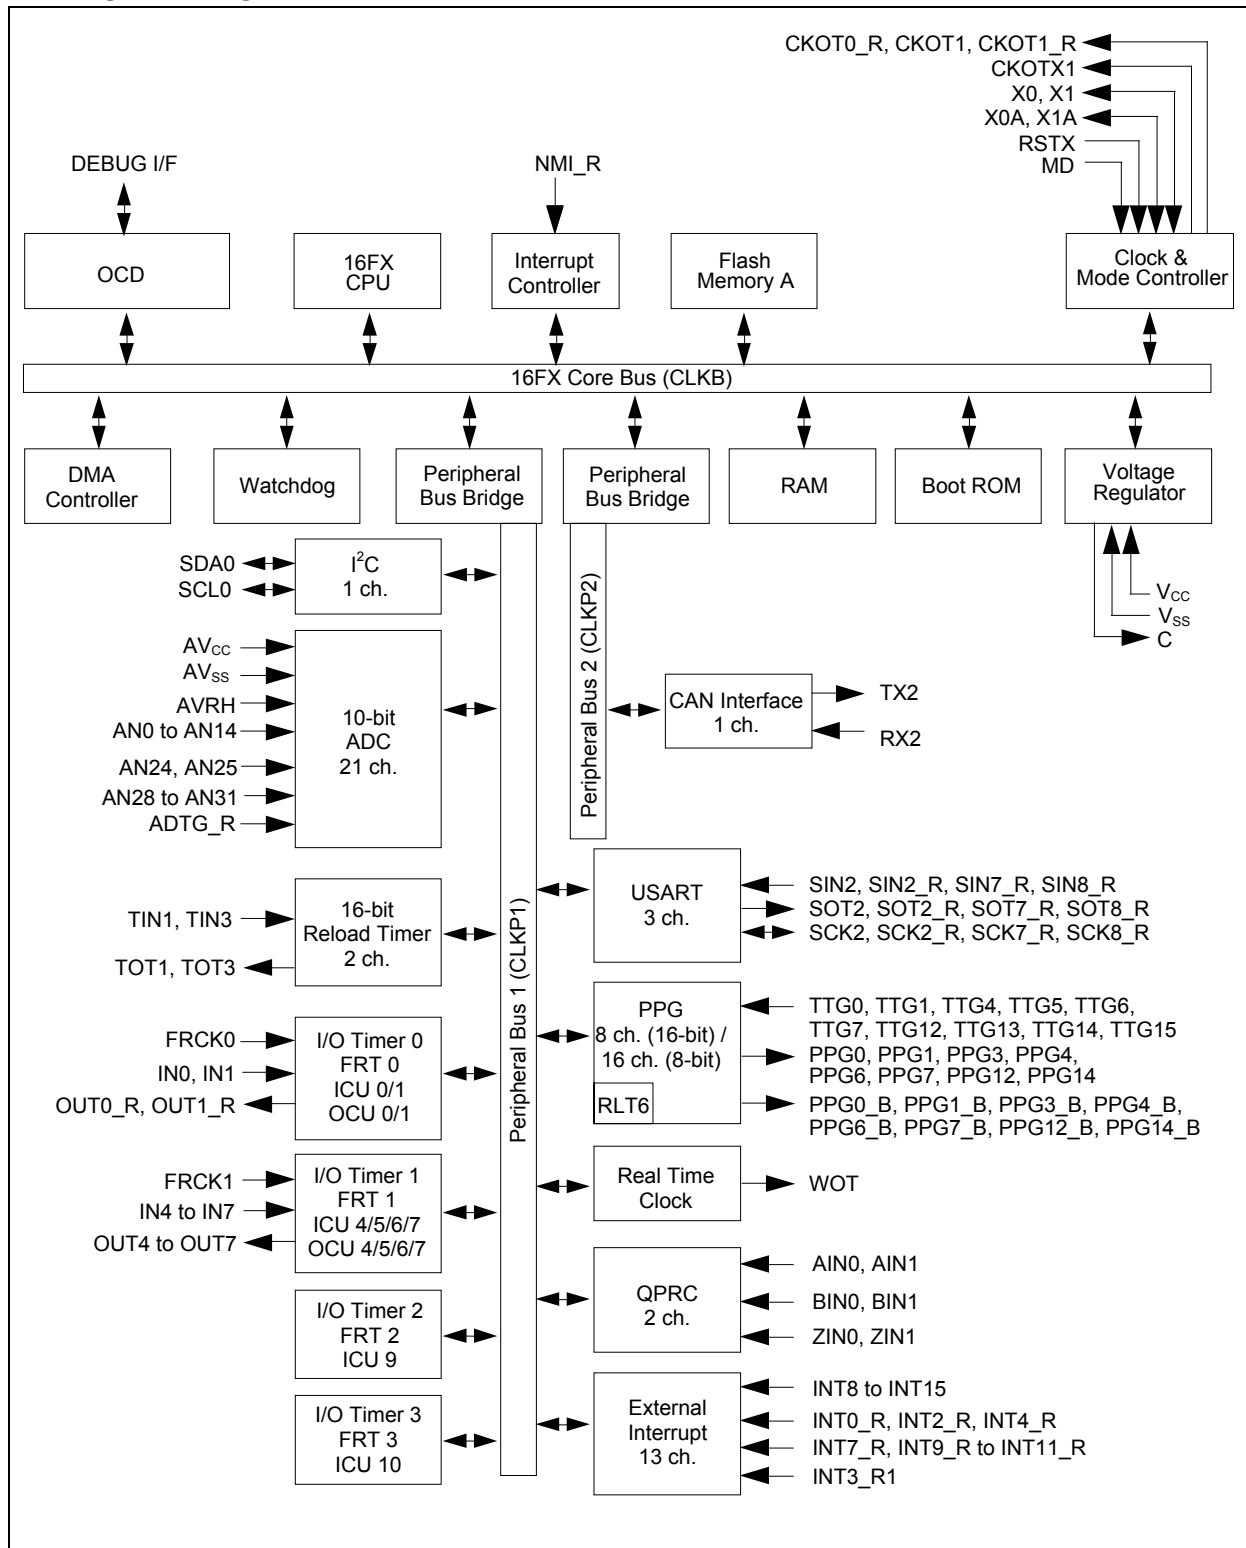 CKOT0_R, CKOT1, CKOT1_R
CKOTX1
X0, X1
X0A, X1A
RSTX
MD
DEBUG I/F
NMI_R
OCD
16FX
CPU
Interrupt
Controller
Flash
Memory A
Clock &
Mode Controller
16FX Core Bus (CLKB)
DMA
Controller
Watchdog
Peripheral
Bus Bridge
Peripheral
Bus Bridge
RAM
Boot ROM
Voltage
Regulator
VCC
VSS
C
Peripheral Bus 1 (CLKP1)
Peripheral Bus 2 (CLKP2)
SDA0
SCL0
I²C
1 ch.
AVCC
AVSS
AVRH
AN0 to AN14
AN24, AN25
AN28 to AN31
ADTG_R
10-bit
ADC
21 ch.
CAN Interface
1 ch.
TX2
RX2
TIN1, TIN3
TOT1, TOT3
16-bit
Reload Timer
2 ch.
USART
3 ch.
SIN2, SIN2_R, SIN7_R, SIN8_R
SOT2, SOT2_R, SOT7_R, SOT8_R
SCK2, SCK2_R, SCK7_R, SCK8_R
FRCK0
IN0, IN1
OUT0_R, OUT1_R
I/O Timer 0
FRT 0
ICU 0/1
OCU 0/1
PPG
8 ch. (16-bit) /
16 ch. (8-bit)
RLT6
TTG0, TTG1, TTG4, TTG5, TTG6,
TTG7, TTG12, TTG13, TTG14, TTG15
PPG0, PPG1, PPG3, PPG4,
PPG6, PPG7, PPG12, PPG14
PPG0_B, PPG1_B, PPG3_B, PPG4_B,
PPG6_B, PPG7_B, PPG12_B, PPG14_B
FRCK1
IN4 to IN7
OUT4 to OUT7
I/O Timer 1
FRT 1
ICU 4/5/6/7
OCU 4/5/6/7
Real Time
Clock
WOT
I/O Timer 2
FRT 2
ICU 9
QPRC
2 ch.
AIN0, AIN1
BIN0, BIN1
ZIN0, ZIN1
I/O Timer 3
FRT 3
ICU 10
External
Interrupt
13 ch.
INT8 to INT15
INT0_R, INT2_R, INT4_R
INT7_R, INT9_R to INT11_R
INT3_R1